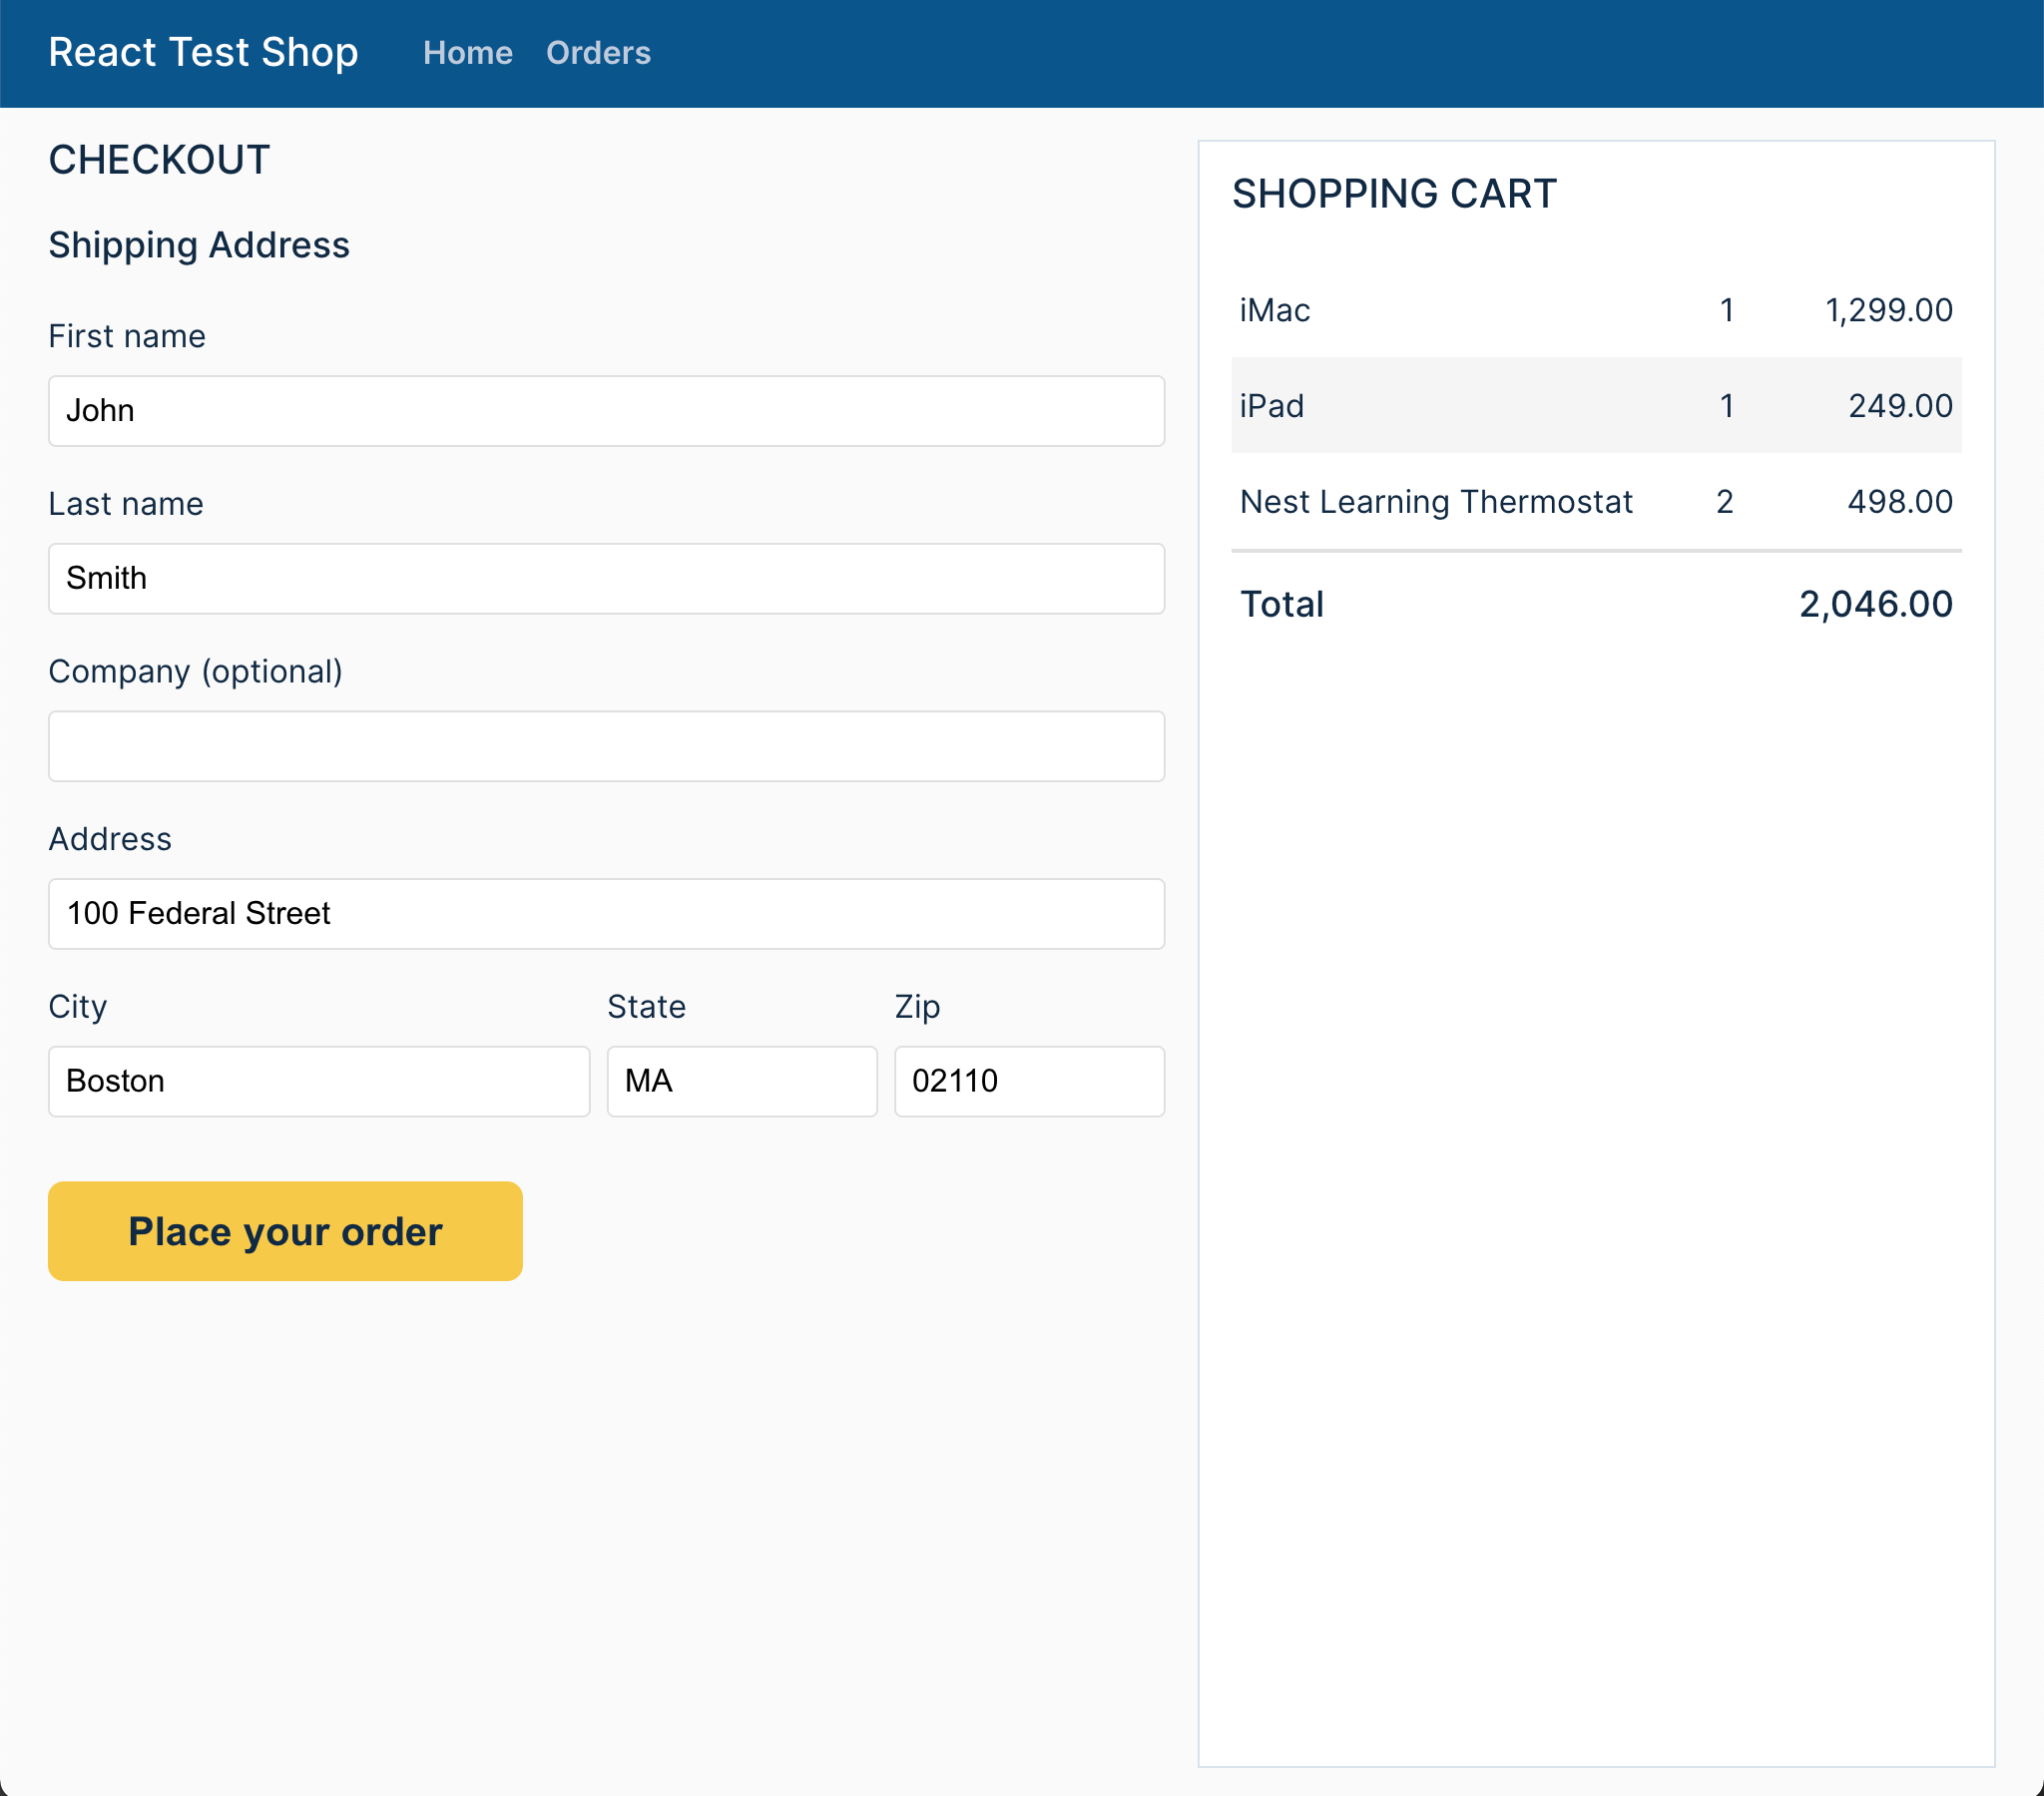 React Test Shop Home Orders
CHECKOUT
Shipping Address
First name
John
Last name
Smith
Company (optional)
Address
100 Federal Street
City State Zip
Boston MA 02110
Place your order
SHOPPING CART
iMac 1 1,299.00
iPad 1 249.00
Nest Learning Thermostat 2 498.00
Total 2,046.00